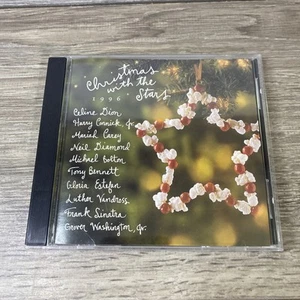 Christmas
with the
Stars
1996
Celine Dion
Harry Connick, Jr.
Mariah Carey
Neil Diamond
Michael Bolton
Tony Bennett
Gloria Estefan
Luther Vandross
Frank Sinatra
Grover Washington, Jr.